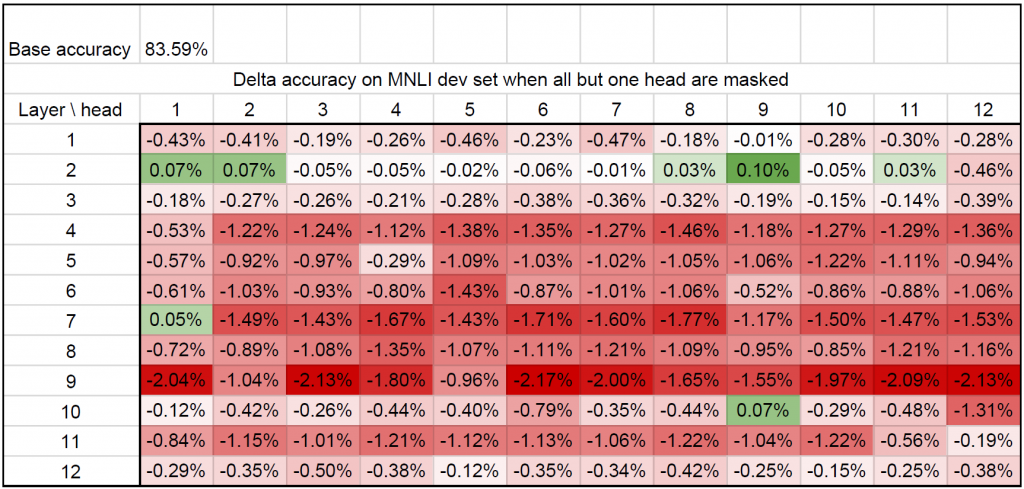 Base accuracy 83.59%
Delta accuracy on MNLI dev set when all but one head are masked
Layer \ head 1 2 3 4 5 6 7 8 9 10 11 12
1 -0.43% -0.41% -0.19% -0.26% -0.46% -0.23% -0.47% -0.18% -0.01% -0.28% -0.30% -0.28%
2 0.07% 0.07% -0.05% -0.05% -0.02% -0.06% -0.01% 0.03% 0.10% -0.05% 0.03% -0.46%
3 -0.18% -0.27% -0.26% -0.21% -0.28% -0.38% -0.36% -0.32% -0.19% -0.15% -0.14% -0.39%
4 -0.53% -1.22% -1.24% -1.12% -1.38% -1.35% -1.27% -1.46% -1.18% -1.27% -1.29% -1.36%
5 -0.57% -0.92% -0.97% -0.29% -1.09% -1.03% -1.02% -1.05% -1.06% -1.22% -1.11% -0.94%
6 -0.61% -1.03% -0.93% -0.80% -1.43% -0.87% -1.01% -1.06% -0.52% -0.86% -0.88% -1.06%
7 0.05% -1.49% -1.43% -1.67% -1.43% -1.71% -1.60% -1.77% -1.17% -1.50% -1.47% -1.53%
8 -0.72% -0.89% -1.08% -1.35% -1.07% -1.11% -1.21% -1.09% -0.95% -0.85% -1.21% -1.16%
9 -2.04% -1.04% -2.13% -1.80% -0.96% -2.17% -2.00% -1.65% -1.55% -1.97% -2.09% -2.13%
10 -0.12% -0.42% -0.26% -0.44% -0.40% -0.79% -0.35% -0.44% 0.07% -0.29% -0.48% -1.31%
11 -0.84% -1.15% -1.01% -1.21% -1.12% -1.13% -1.06% -1.22% -1.04% -1.22% -0.56% -0.19%
12 -0.29% -0.35% -0.50% -0.38% -0.12% -0.35% -0.34% -0.42% -0.25% -0.15% -0.25% -0.38%